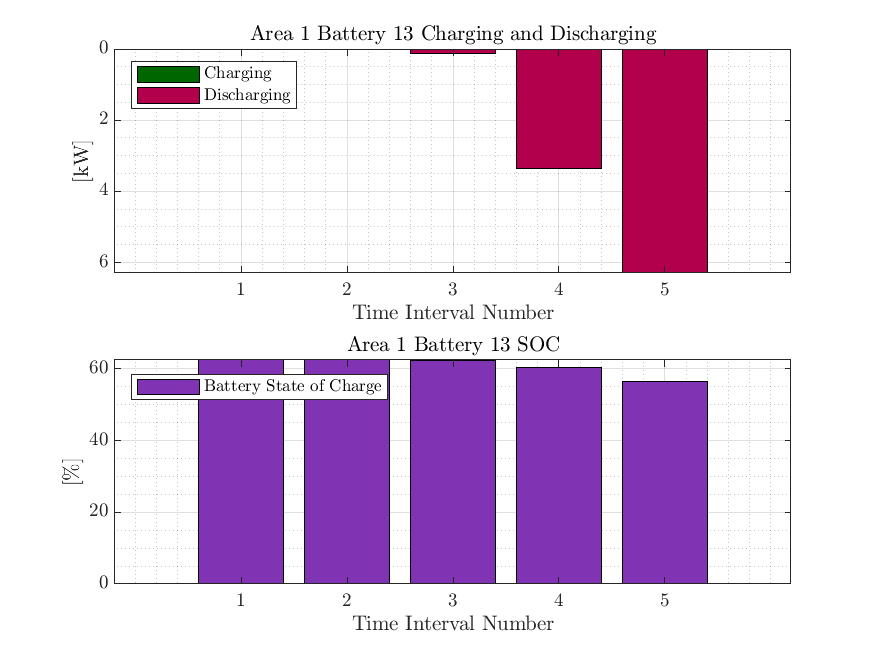 Area 1 Battery 13 Charging and Discharging
0
Charging
Discharging
2
[kW]
4
6
1 2 3 4 5
Time Interval Number
Area 1 Battery 13 SOC
60
Battery State of Charge
40
[%]
20
0
1 2 3 4 5
Time Interval Number